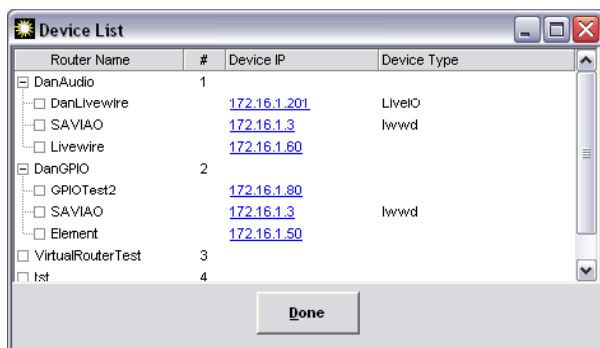 Device List
Router Name # Device IP Device Type
DanAudio 1
DanLivewire 172.16.1.201 LiveIO
SAVIAO 172.16.1.3 lwwd
Livewire 172.16.1.60
DanGPIO 2
GPIOTest2 172.16.1.80
SAVIAO 172.16.1.3 lwwd
Element 172.16.1.50
VirtualRouterTest 3
tst 4
Done